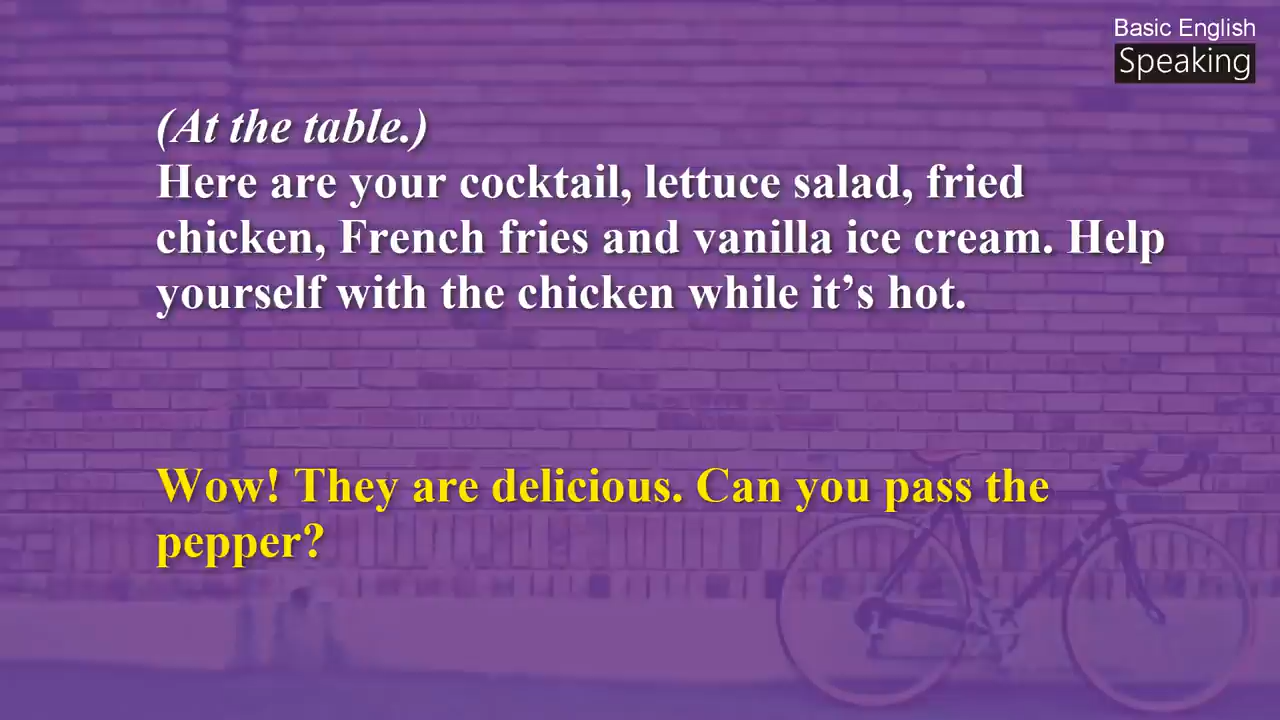 Basic English
Speaking
(At the table.)
Here are your cocktail, lettuce salad, fried
chicken, French fries and vanilla ice cream. Help
yourself with the chicken while it’s hot.
Wow! They are delicious. Can you pass the
pepper?